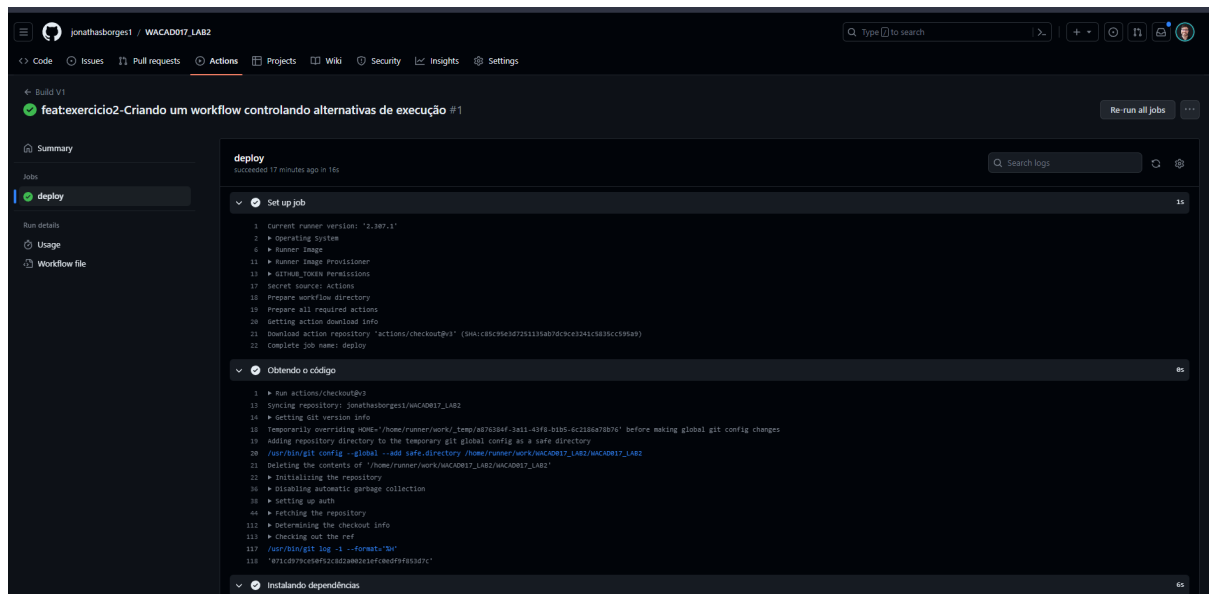 jonathasborges1 / WACAD017_LAB2
Type / to search
Code Issues Pull requests Actions Projects Wiki Security Insights Settings
← Build V1
feat:exercicio2-Criando um workflow controlando alternativas de execução #1
Re-run all jobs
Summary
Jobs
deploy
Run details
Usage
Workflow file
deploy
succeeded 17 minutes ago in 16s
Search logs
Set up job 1s
1 Current runner version: '2.307.1'
2 ▶ Operating System
6 ▶ Runner Image
11 ▶ Runner Image Provisioner
13 ▶ GITHUB_TOKEN Permissions
17 Secret source: Actions
18 Prepare workflow directory
19 Prepare all required actions
20 Getting action download info
21 Download action repository 'actions/checkout@v3' (SHA:c85c95e3d7251135ab7dc9ce3241c5835cc595a9)
22 Complete job name: deploy
Obtendo o código 0s
1 ▶ Run actions/checkout@v3
13 Syncing repository: jonathasborges1/WACAD017_LAB2
14 ▶ Getting Git version info
18 Temporarily overriding HOME='/home/runner/work/_temp/a876384f-3a11-43f8-b1b5-6c2186a78b76' before making global git config changes
19 Adding repository directory to the temporary git global config as a safe directory
20 /usr/bin/git config --global --add safe.directory /home/runner/work/WACAD017_LAB2/WACAD017_LAB2
21 Deleting the contents of '/home/runner/work/WACAD017_LAB2/WACAD017_LAB2'
22 ▶ Initializing the repository
36 ▶ Disabling automatic garbage collection
38 ▶ Setting up auth
44 ▶ Fetching the repository
112 ▶ Determining the checkout info
113 ▶ Checking out the ref
117 /usr/bin/git log -1 --format='%H'
118 '071cd979ce50f52c8d2a002e1efc0edf9f853d7c'
Instalando dependências 6s